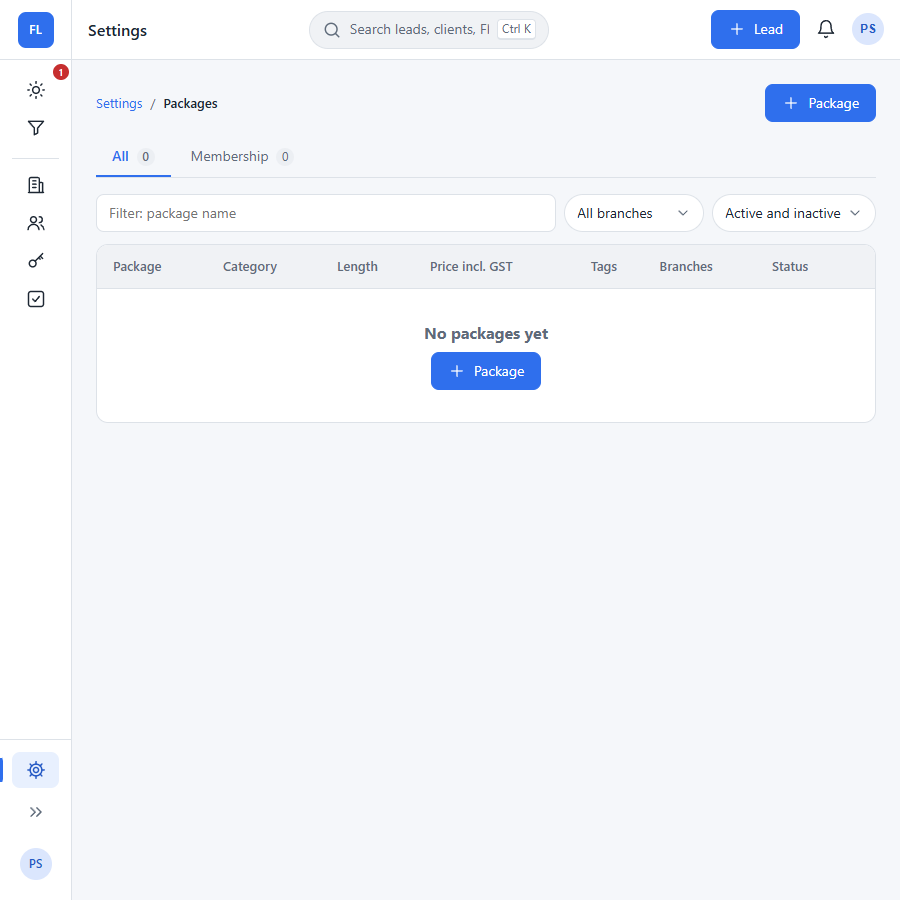 FL
Settings
Search leads, clients, Fl
Ctrl K
Lead
PS
1
Settings / Packages
Package
All 0
Membership 0
Filter: package name
All branches
Active and inactive
Package Category Length Price incl. GST Tags Branches Status
No packages yet
Package
PS